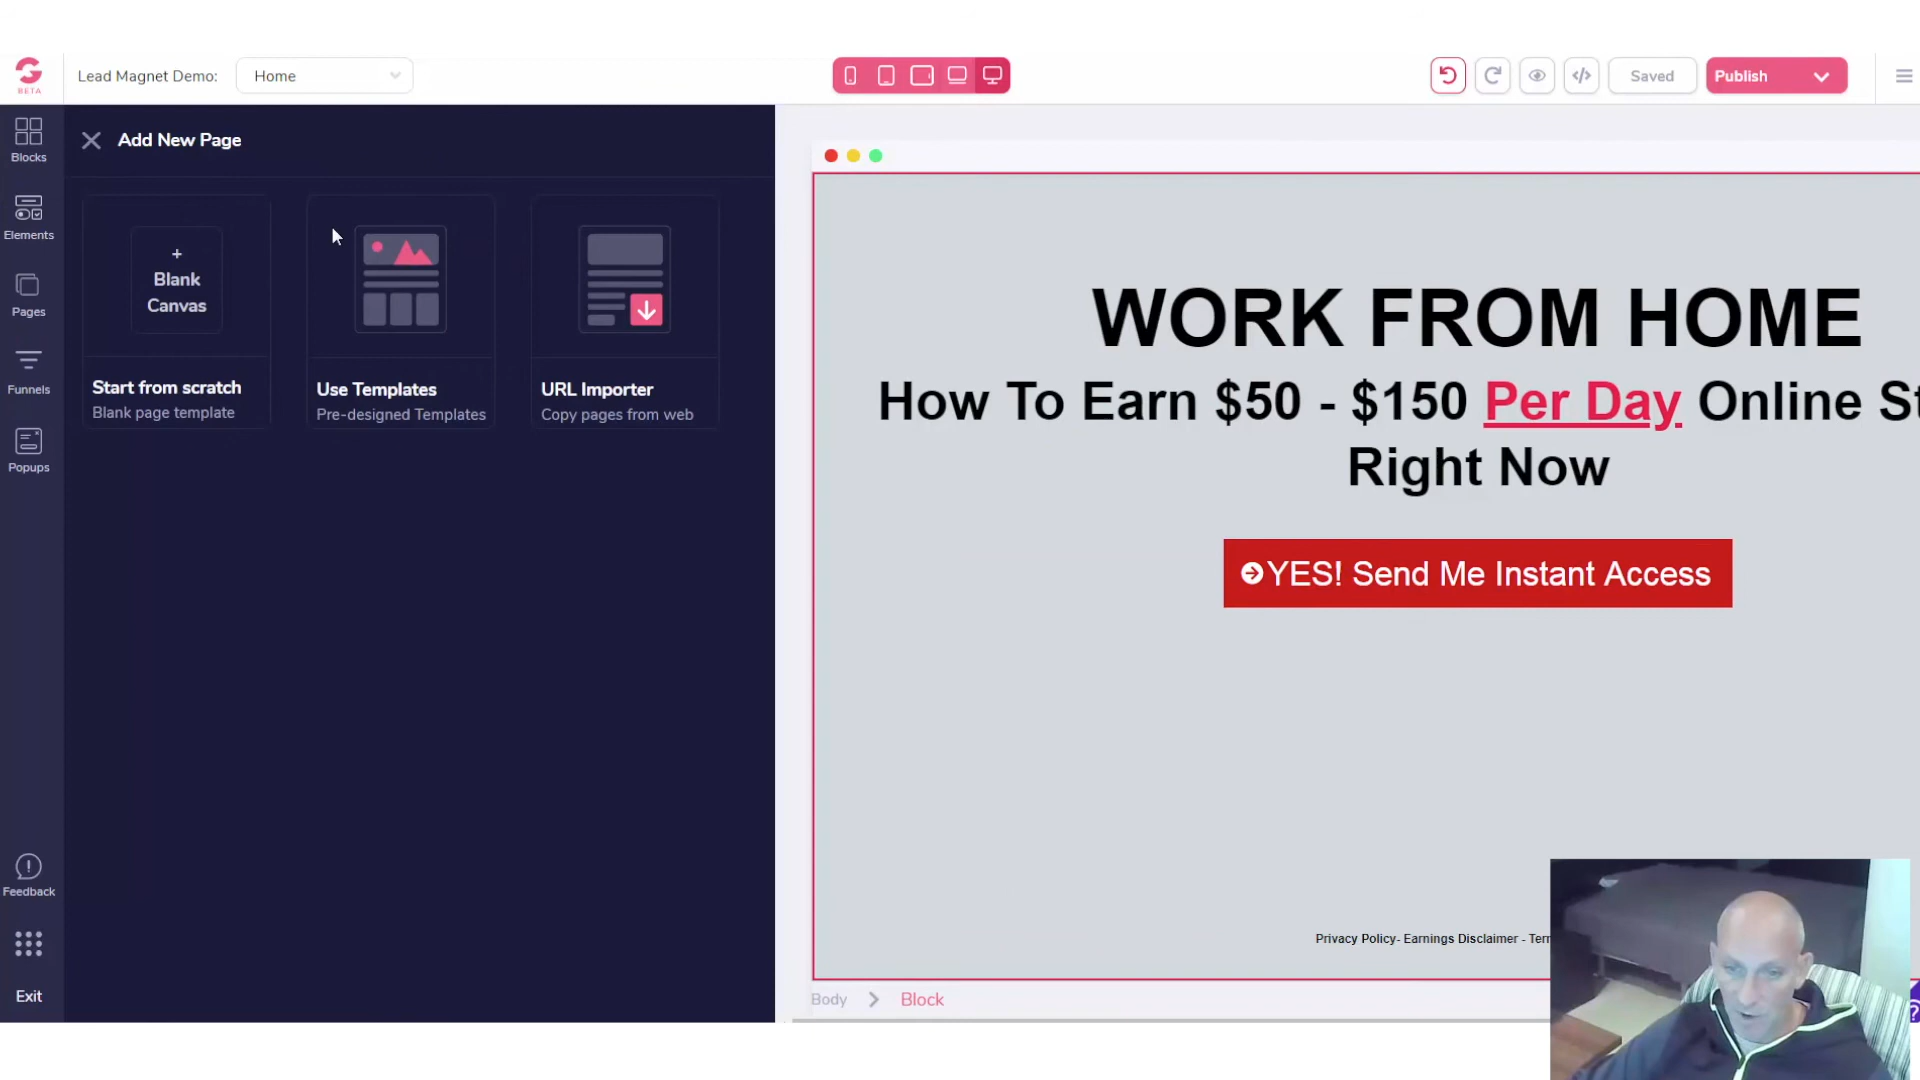 BETA
Lead Magnet Demo:
Home
Saved
Publish
Blocks
Elements
Pages
Funnels
Popups
Feedback
Exit
Add New Page
+
Blank
Canvas
Start from scratch
Blank page template
Use Templates
Pre-designed Templates
URL Importer
Copy pages from web
WORK FROM HOME
How To Earn $50 - $150 Per Day Online
Right Now
YES! Send Me Instant Access
Privacy Policy- Earnings Disclaimer -
Body
Block